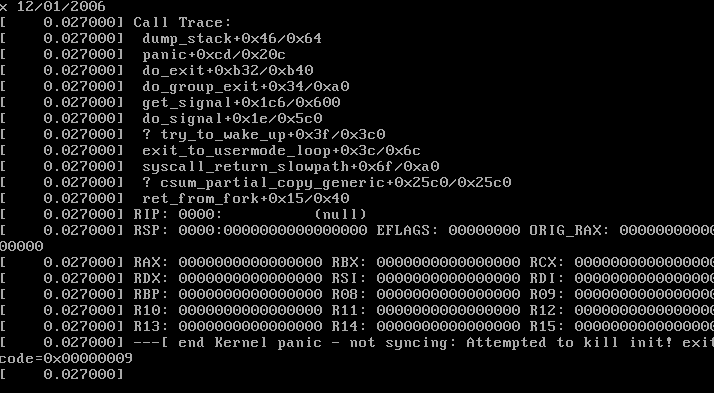 x 12/01/2006
[    0.027000] Call Trace:
[    0.027000]  dump_stack+0x46/0x64
[    0.027000]  panic+0xcd/0x20c
[    0.027000]  do_exit+0xb32/0xb40
[    0.027000]  do_group_exit+0x34/0xa0
[    0.027000]  get_signal+0x1c6/0x600
[    0.027000]  do_signal+0x1e/0x5c0
[    0.027000]  ? try_to_wake_up+0x3f/0x3c0
[    0.027000]  exit_to_usermode_loop+0x3c/0x6c
[    0.027000]  syscall_return_slowpath+0x6f/0xa0
[    0.027000]  ? csum_partial_copy_generic+0x25c0/0x25c0
[    0.027000]  ret_from_fork+0x15/0x40
[    0.027000] RIP: 0000:          (null)
[    0.027000] RSP: 0000:0000000000000000 EFLAGS: 00000000 ORIG_RAX: 00000000000
00000
[    0.027000] RAX: 0000000000000000 RBX: 0000000000000000 RCX: 0000000000000000
[    0.027000] RDX: 0000000000000000 RSI: 0000000000000000 RDI: 0000000000000000
[    0.027000] RBP: 0000000000000000 R08: 0000000000000000 R09: 0000000000000000
[    0.027000] R10: 0000000000000000 R11: 0000000000000000 R12: 0000000000000000
[    0.027000] R13: 0000000000000000 R14: 0000000000000000 R15: 0000000000000000
[    0.027000] ---[ end Kernel panic - not syncing: Attempted to kill init! exit
code=0x00000009
[    0.027000]